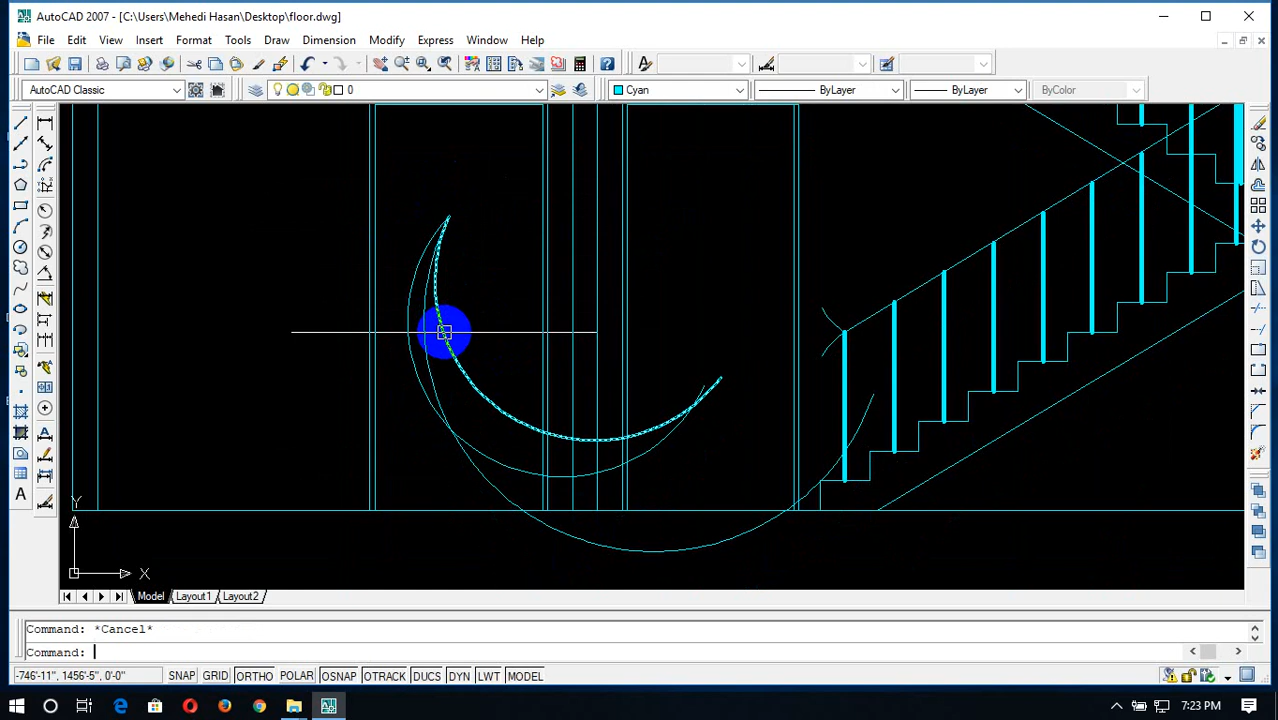 AutoCAD 2007 - [C:\Users\Mehedi Hasan\Desktop\floor.dwg]
File Edit View Insert Format Tools Draw Dimension Modify Express Window Help
AutoCAD Classic 0 Cyan ByLayer ByLayer ByColor
Y
X
Model Layout1 Layout2
Command: *Cancel*
Command:
-746'-11", 1456'-5", 0'-0" SNAP GRID ORTHO POLAR OSNAP OTRACK DUCS DYN LWT MODEL
7:23 PM